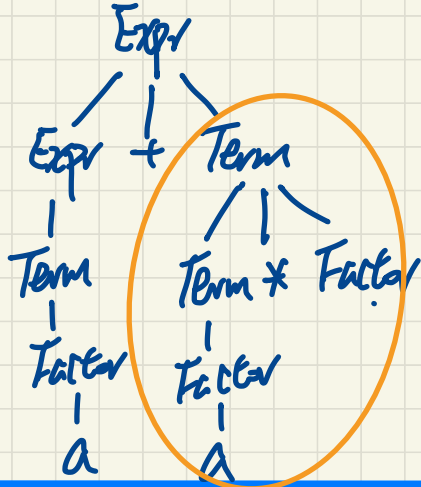 Expr
Expr + Term
Term Term * Factor
Factor Factor
a a